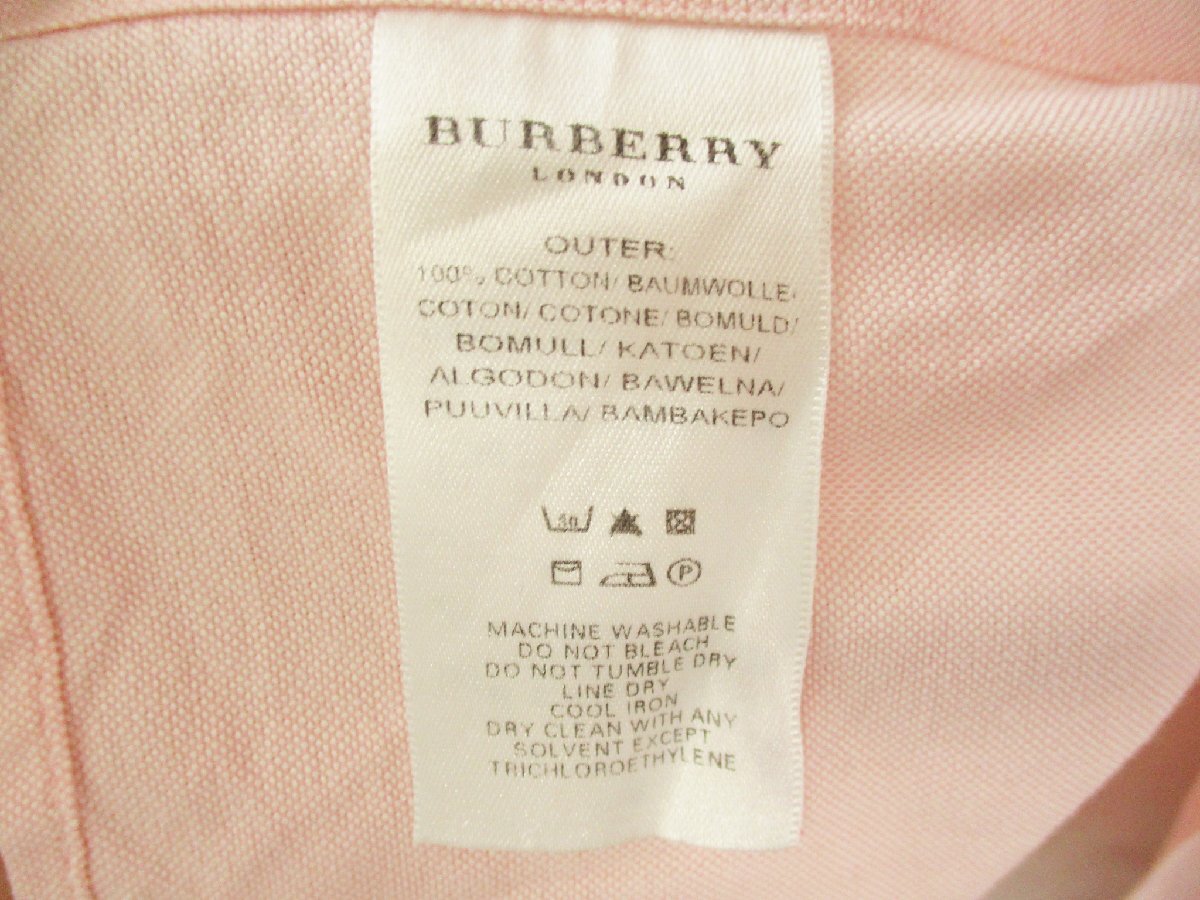 BURBERRY
LONDON
OUTER:
100% COTTON/ BAUMWOLLE/
COTON/ COTONE/ BOMULD/
BOMULL/ KATOEN/
ALGODON/ BAWELNA/
PUUVILLA/ BAMBAKEPO
30
P
MACHINE WASHABLE
DO NOT BLEACH
DO NOT TUMBLE DRY
LINE DRY
COOL IRON
DRY CLEAN WITH ANY
SOLVENT EXCEPT
TRICHLOROETHYLENE